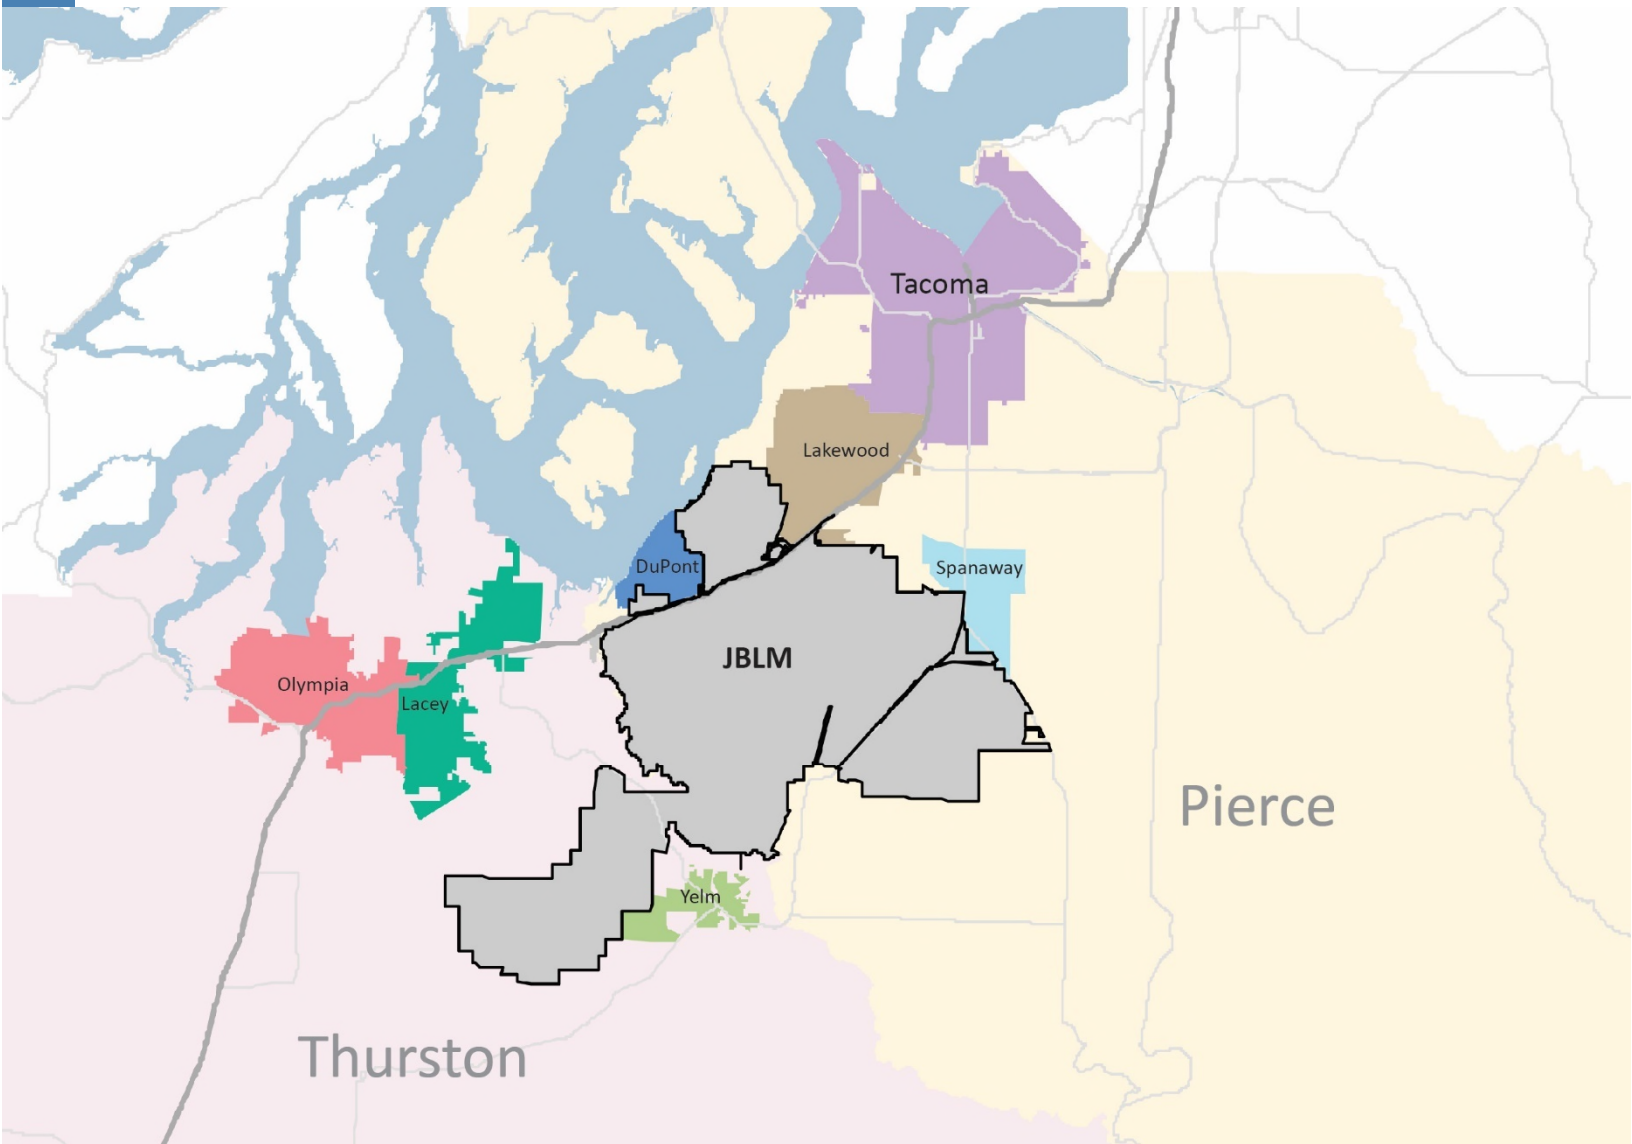 Tacoma
Lakewood
DuPont
Spanaway
JBLM
Olympia
Lacey
Pierce
Yelm
Thurston